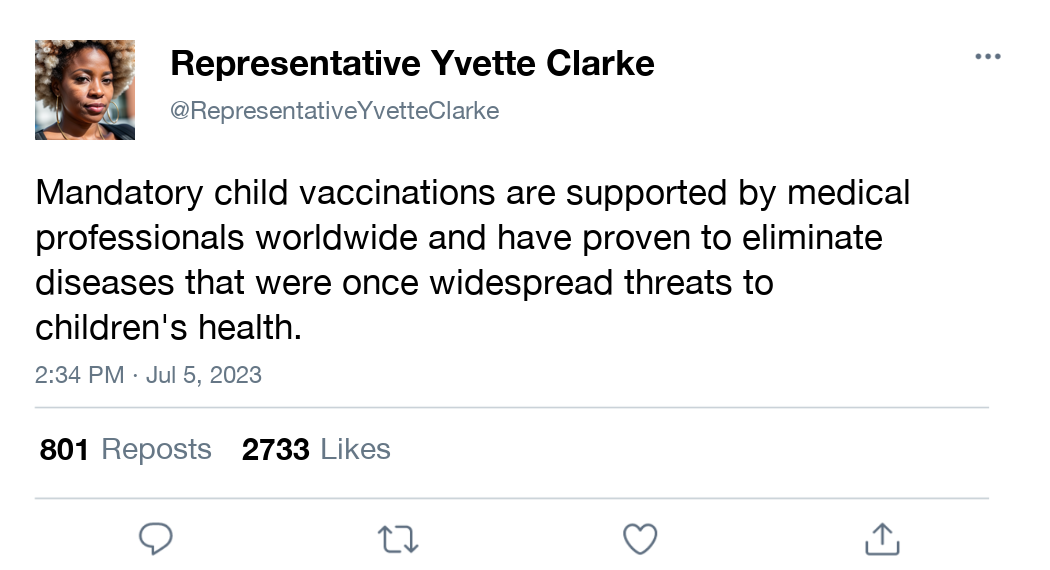 Representative Yvette Clarke
@RepresentativeYvetteClarke
Mandatory child vaccinations are supported by medical
professionals worldwide and have proven to eliminate
diseases that were once widespread threats to
children's health.
2:34 PM · Jul 5, 2023
801 Reposts 2733 Likes